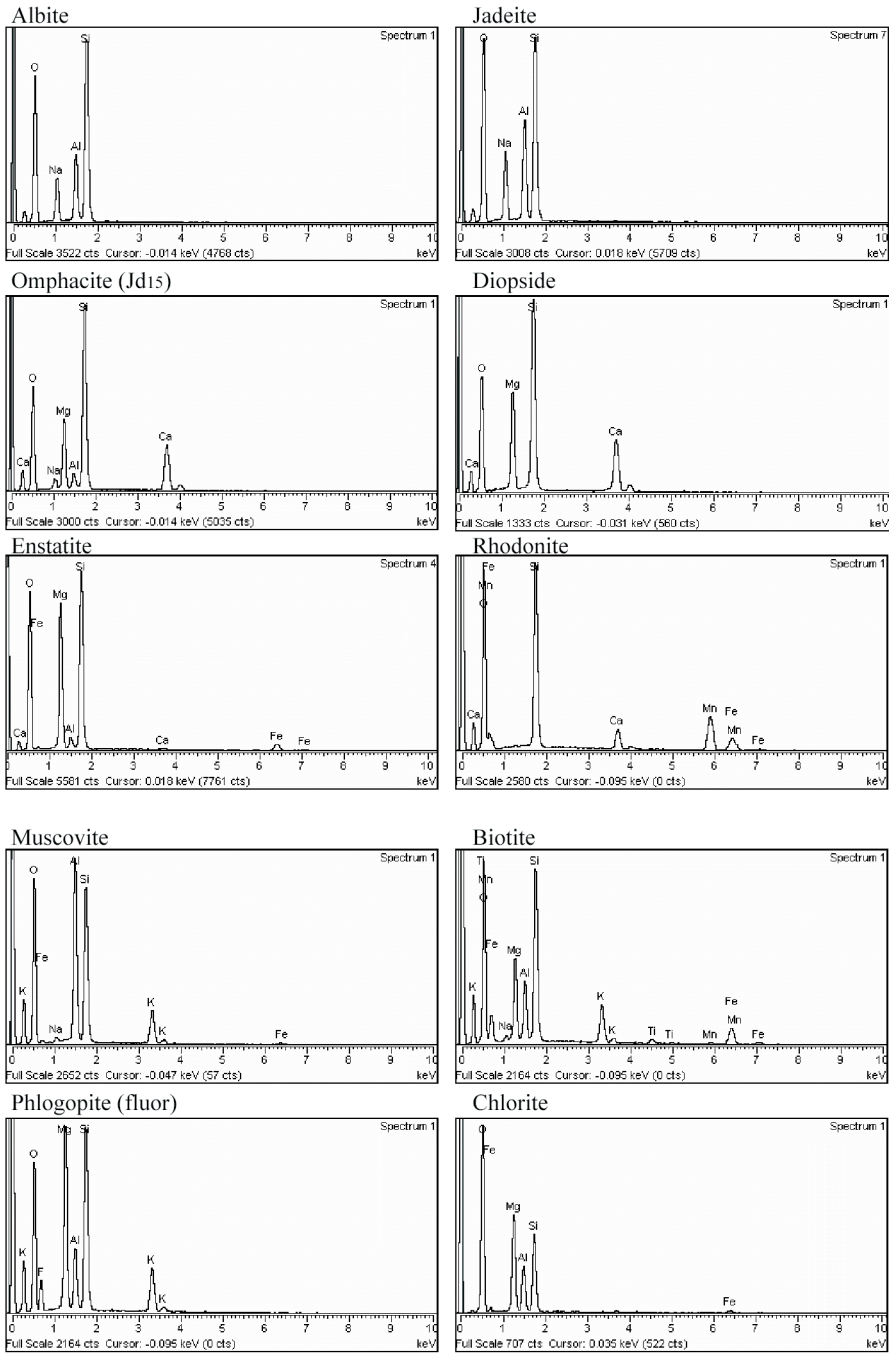 Albite
Spectrum 1
Si
O
Al
Na
0 1 2 3 4 5 6 7 8 9 10
Full Scale 3522 cts Cursor: -0.014 keV (4768 cts) keV
Jadeite
Spectrum 7
O Si
Al
Na
0 1 2 3 4 5 6 7 8 9 10
Full Scale 3008 cts Cursor: 0.018 keV (5709 cts) keV
Omphacite (Jd15)
Spectrum 1
Si
O
Mg
Ca
Ca Na Al
0 1 2 3 4 5 6 7 8 9 10
Full Scale 3000 cts Cursor: -0.014 keV (5035 cts) keV
Diopside
Spectrum 1
Si
O
Mg
Ca
Ca
0 1 2 3 4 5 6 7 8 9 10
Full Scale 1333 cts Cursor: -0.031 keV (560 cts) keV
Enstatite
Spectrum 4
Si
O
Mg
Fe
Ca Al Ca Fe Fe
0 1 2 3 4 5 6 7 8 9 10
Full Scale 5581 cts Cursor: 0.018 keV (7761 cts) keV
Rhodonite
Spectrum 1
Fe Si
Mn
O
Ca Ca Mn Fe
Mn
Fe
0 1 2 3 4 5 6 7 8 9 10
Full Scale 2580 cts Cursor: -0.095 keV (0 cts) keV
Muscovite
Spectrum 1
Al
O
Si
Fe
K K
Na K Fe
0 1 2 3 4 5 6 7 8 9 10
Full Scale 2652 cts Cursor: -0.047 keV (57 cts) keV
Biotite
Spectrum 1
Ti Si
Mn
O
Fe Mg
K Al K Fe
Na K Ti Ti Mn Mn Fe
0 1 2 3 4 5 6 7 8 9 10
Full Scale 2164 cts Cursor: -0.095 keV (0 cts) keV
Phlogopite (fluor)
Spectrum 1
Mg Si
O
Al
K K
F
K
0 1 2 3 4 5 6 7 8 9 10
Full Scale 2164 cts Cursor: -0.095 keV (0 cts) keV
Chlorite
Spectrum 1
O
Fe
Mg
Si
Al
Fe
0 1 2 3 4 5 6 7 8 9 10
Full Scale 707 cts Cursor: 0.035 keV (522 cts) keV